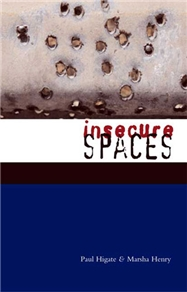 insecure
SPACES
Paul Higate & Marsha Henry